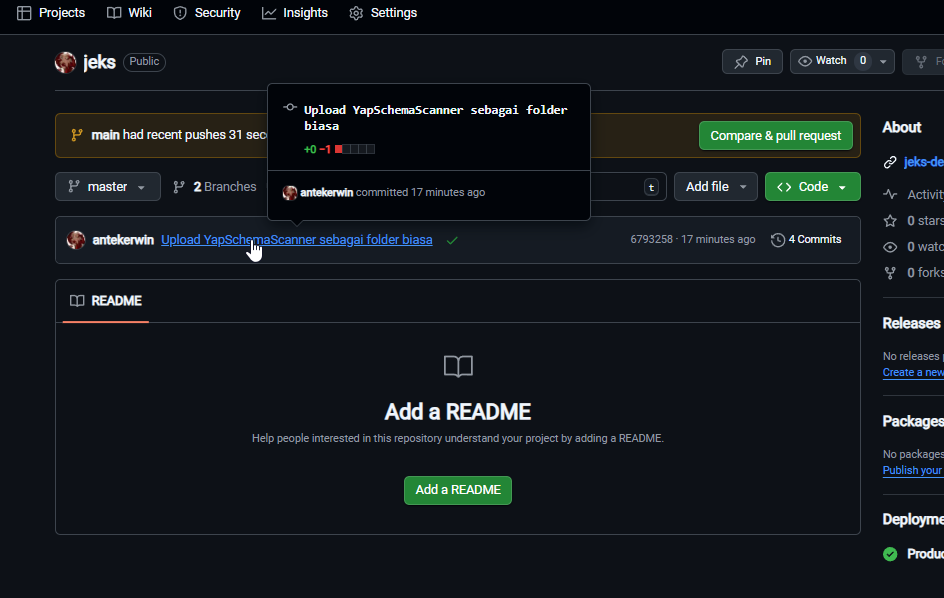 Projects Wiki Security Insights Settings
jeks Public Pin Watch 0
Upload YapSchemaScanner sebagai folder
biasa
+0 −1
antekerwin committed 17 minutes ago
main had recent pushes 31 sec
Compare & pull request
master 2 Branches t Add file Code
antekerwin Upload YapSchemaScanner sebagai folder biasa 6793258 · 17 minutes ago 4 Commits
README
Add a README
Help people interested in this repository understand your project by adding a README.
Add a README
About
jeks-de
Activit
0 stars
0 watc
0 forks
Releases
No releases
Create a new
Packages
No packages
Publish your
Deployme
Produc